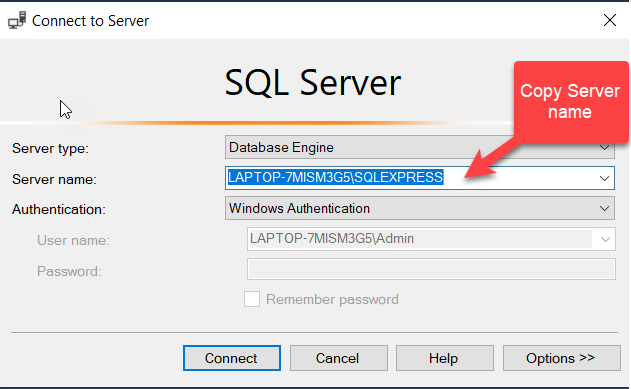 Connect to Server
SQL Server
Copy Server
name
Server type: Database Engine
Server name: LAPTOP-7MISM3G5\SQLEXPRESS
Authentication: Windows Authentication
User name: LAPTOP-7MISM3G5\Admin
Password:
Remember password
Connect Cancel Help Options >>